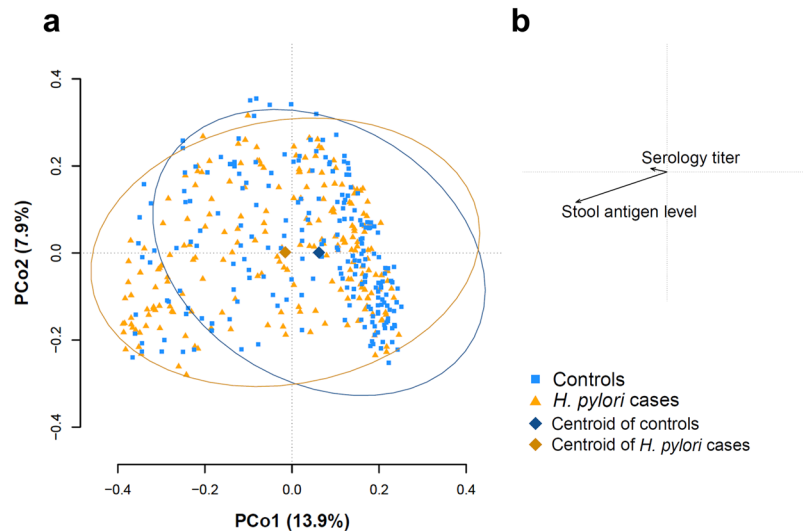 a
b
0.4
0.2
0.0
−0.2
−0.4
PCo2 (7.9%)
−0.4
−0.2
0.0
0.2
0.4
PCo1 (13.9%)
Serology titer
Stool antigen level
Controls
H. pylori cases
Centroid of controls
Centroid of H. pylori cases